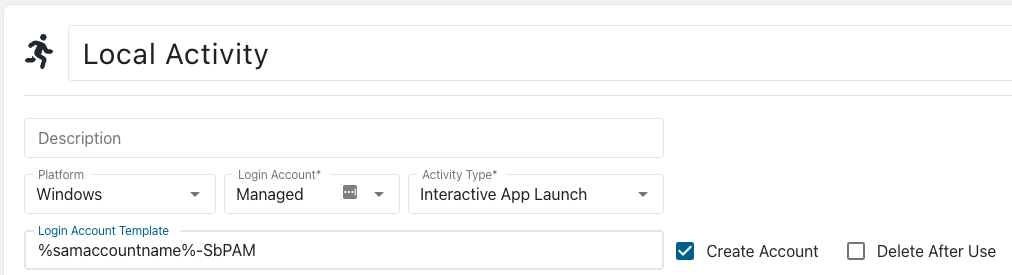 Local Activity
Description
Platform Login Account* Activity Type*
Windows Managed Interactive App Launch
Login Account Template
%samaccountname%-SbPAM Create Account Delete After Use